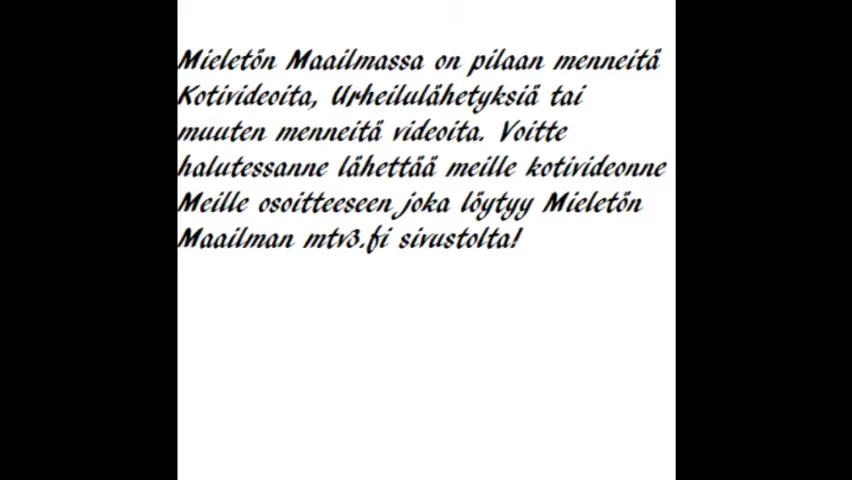 Mieletön Maailmassa on pilaan menneitä
Kotivideoita, Urheilulähetyksiä tai
muuten menneitä videoita. Voitte
halutessanne lähettää meille kotivideonne
Meille osoitteeseen joka löytyy Mieletön
Maailman mtv3.fi sivustolta!